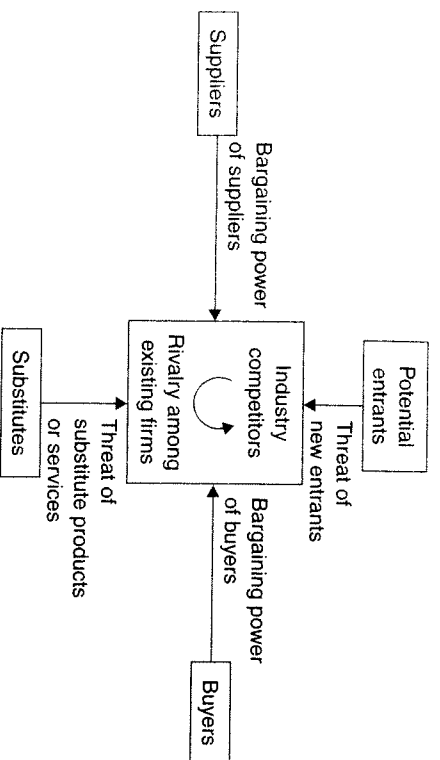 Potential
entrants
Threat of
new entrants
Suppliers
Bargaining power
of suppliers
Industry
competitors
Rivalry among
existing firms
Bargaining power
of buyers
Buyers
Threat of
substitute products
or services
Substitutes